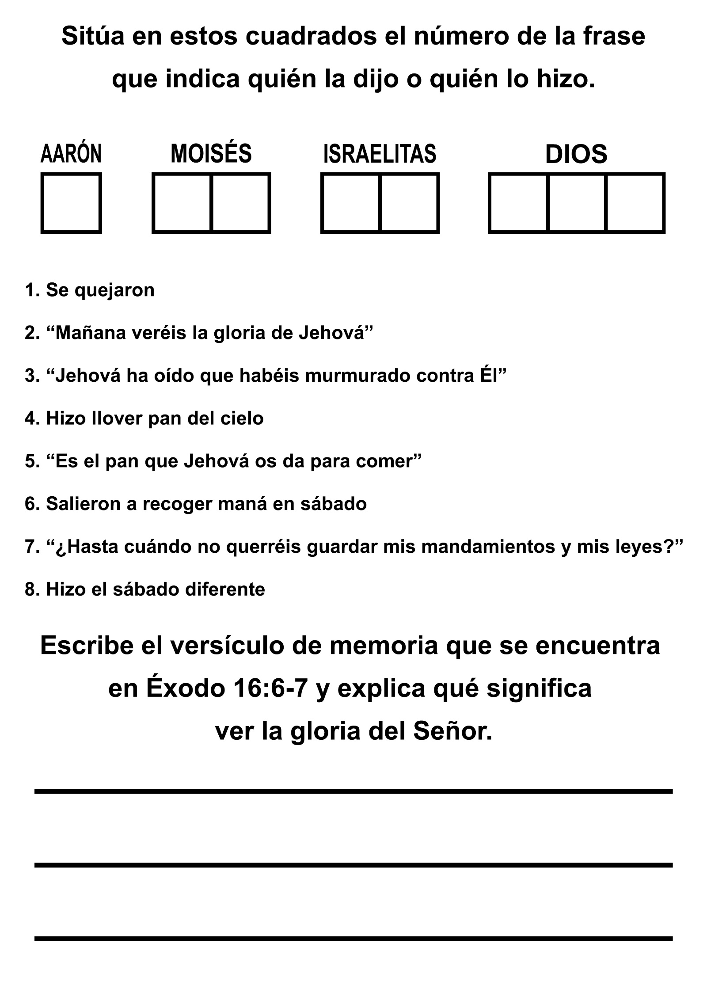 Sitúa en estos cuadrados el número de la frase
que indica quién la dijo o quién lo hizo.
AARÓN MOISÉS ISRAELITAS DIOS
1. Se quejaron
2. “Mañana veréis la gloria de Jehová”
3. “Jehová ha oído que habéis murmurado contra Él”
4. Hizo llover pan del cielo
5. “Es el pan que Jehová os da para comer”
6. Salieron a recoger maná en sábado
7. “¿Hasta cuándo no querréis guardar mis mandamientos y mis leyes?”
8. Hizo el sábado diferente
Escribe el versículo de memoria que se encuentra
en Éxodo 16:6-7 y explica qué significa
ver la gloria del Señor.